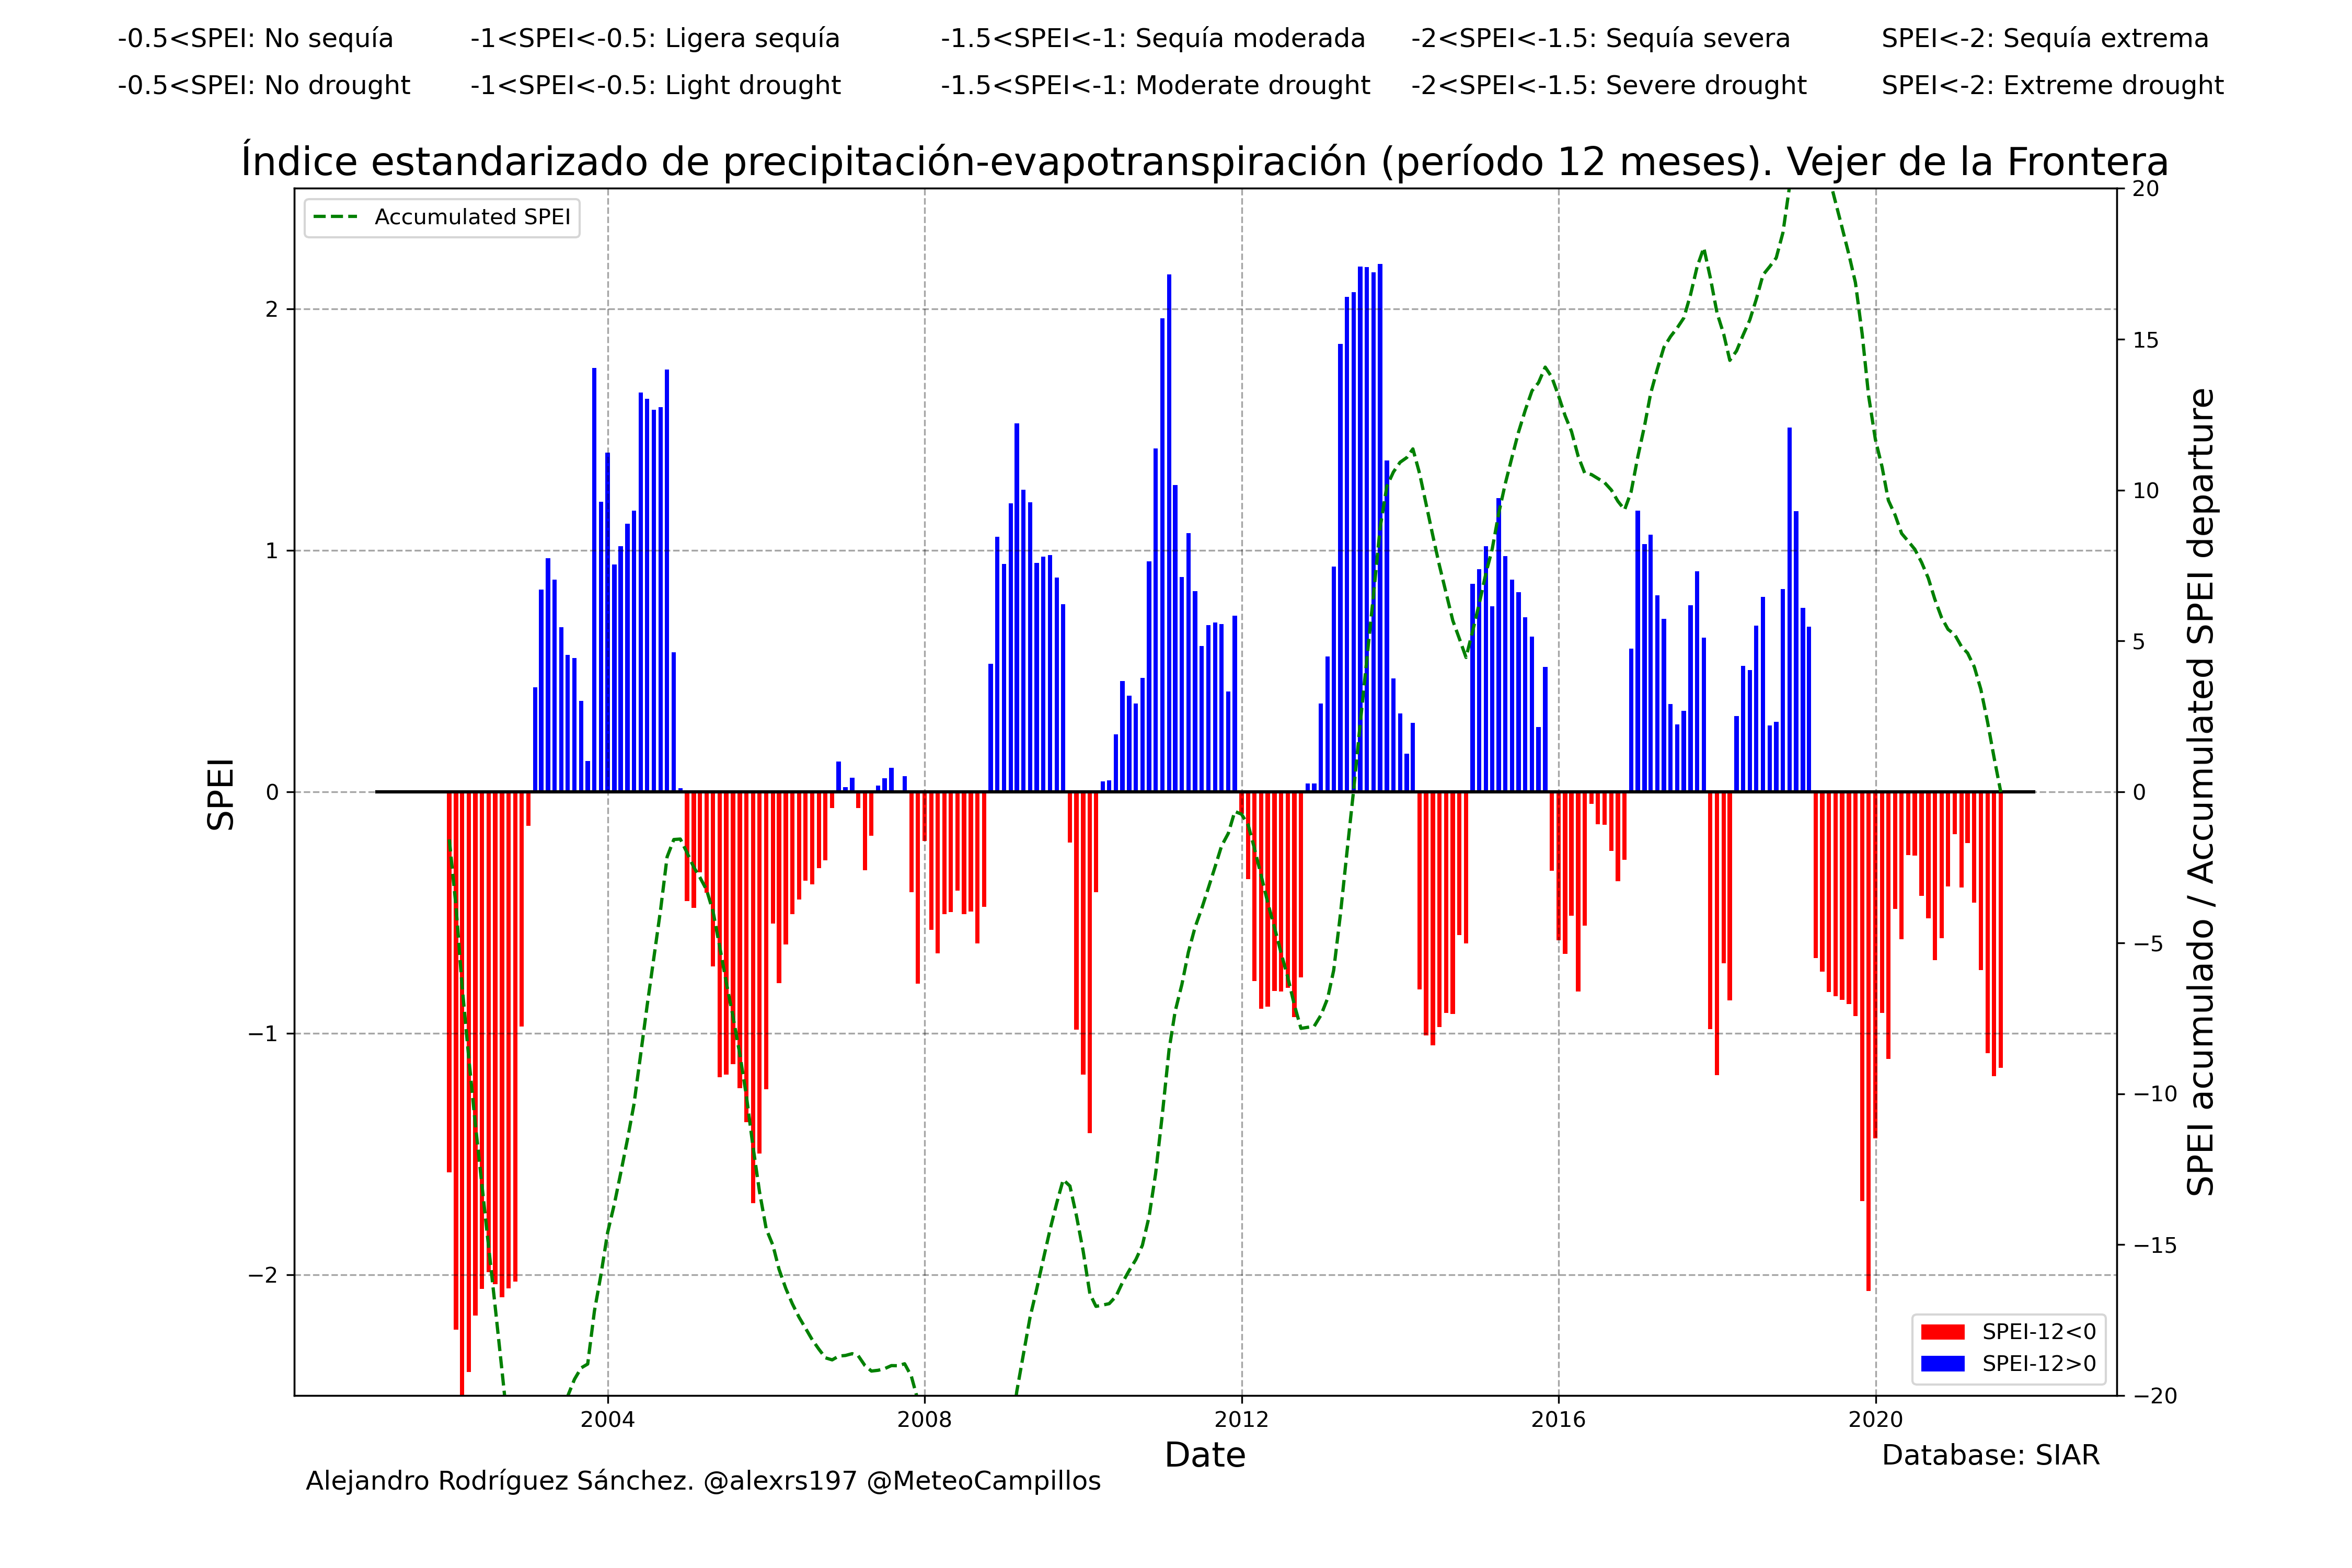 -0.5<SPEI: No sequía -1<SPEI<-0.5: Ligera sequía -1.5<SPEI<-1: Sequía moderada -2<SPEI<-1.5: Sequía severa SPEI<-2: Sequía extrema
-0.5<SPEI: No drought -1<SPEI<-0.5: Light drought -1.5<SPEI<-1: Moderate drought -2<SPEI<-1.5: Severe drought SPEI<-2: Extreme drought
Índice estandarizado de precipitación-evapotranspiración (período 12 meses). Vejer de la Frontera
Accumulated SPEI
SPEI
2
1
0
−1
−2
20
15
10
5
0
−5
−10
−15
−20
SPEI acumulado / Accumulated SPEI departure
SPEI-12<0
SPEI-12>0
2004 2008 2012 2016 2020
Date
Database: SIAR
Alejandro Rodríguez Sánchez. @alexrs197 @MeteoCampillos